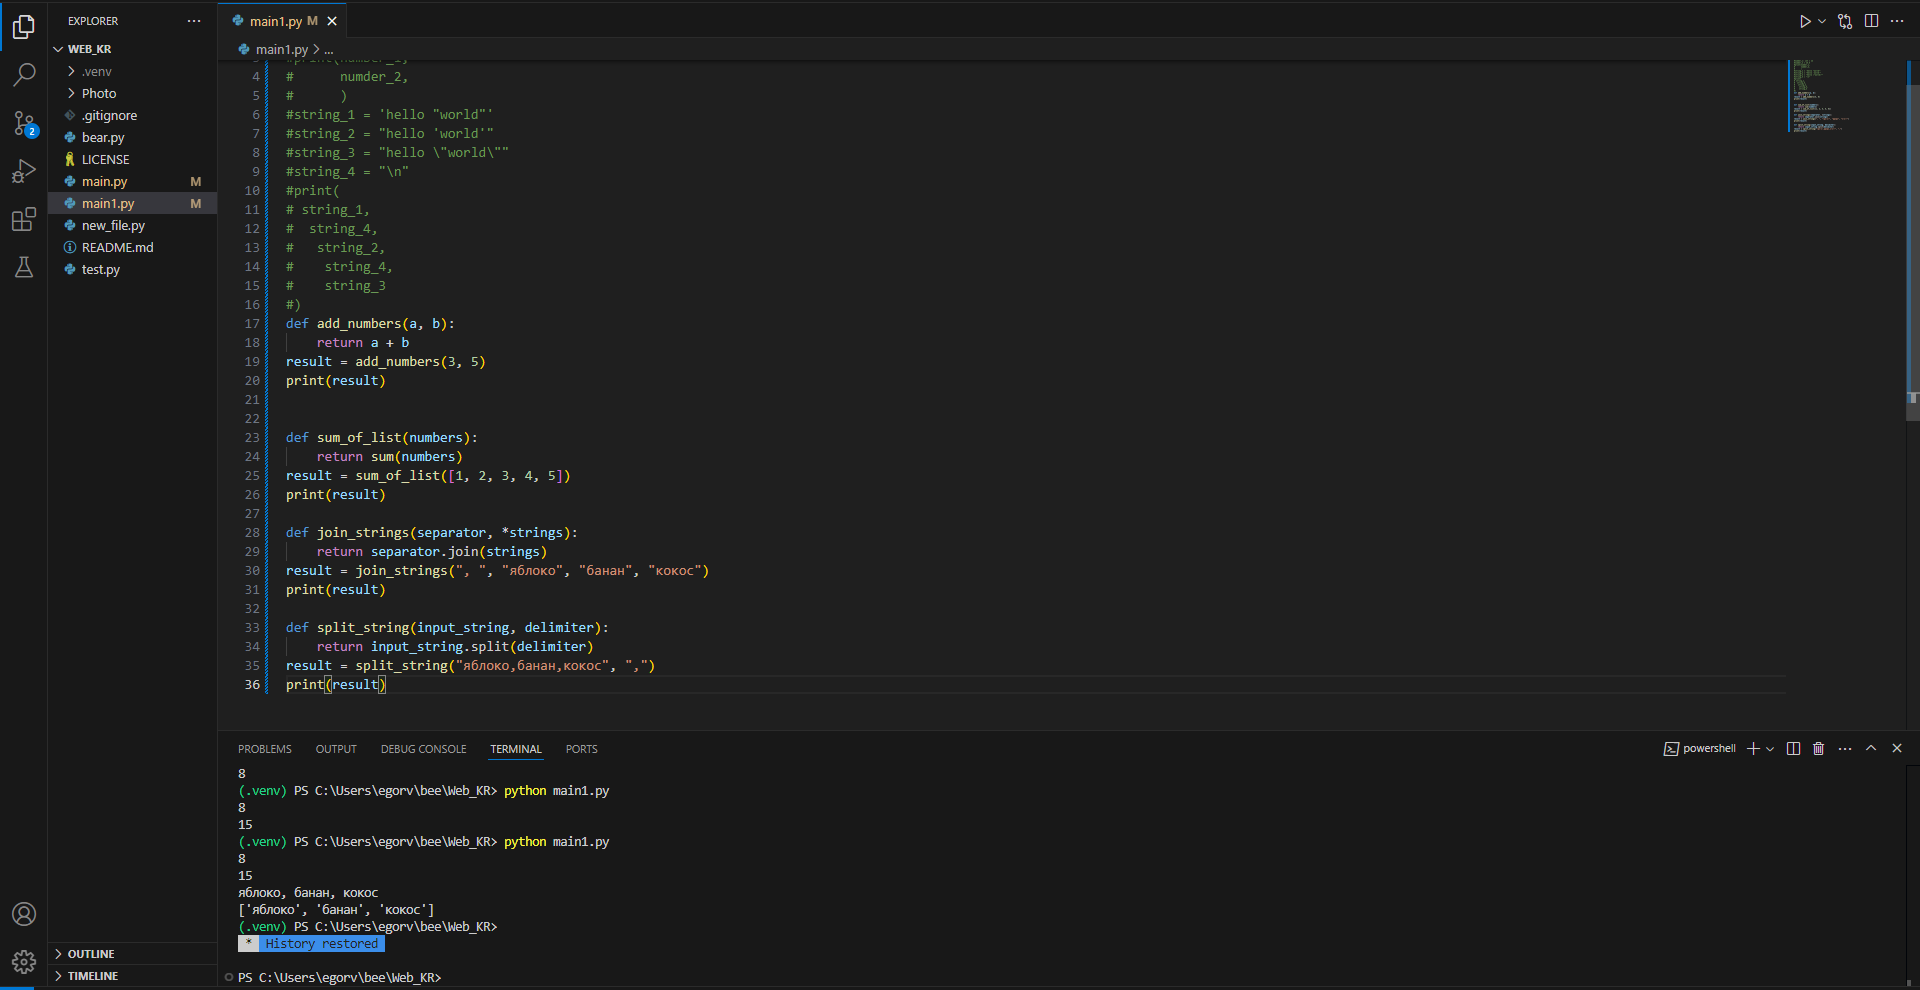 EXPLORER
main1.py M
WEB_KR
main1.py > ...
.venv
Photo
.gitignore
bear.py
LICENSE
main.py M
main1.py M
new_file.py
README.md
test.py
2
OUTLINE
TIMELINE
4 # numder_2,
5 # )
6 #string_1 = 'hello "world"'
7 #string_2 = "hello 'world'"
8 #string_3 = "hello \"world\""
9 #string_4 = "\n"
10 #print(
11 # string_1,
12 # string_4,
13 # string_2,
14 # string_4,
15 # string_3
16 #)
17 def add_numbers(a, b):
18 return a + b
19 result = add_numbers(3, 5)
20 print(result)
21
22
23 def sum_of_list(numbers):
24 return sum(numbers)
25 result = sum_of_list([1, 2, 3, 4, 5])
26 print(result)
27
28 def join_strings(separator, *strings):
29 return separator.join(strings)
30 result = join_strings(", ", "яблоко", "банан", "кокос")
31 print(result)
32
33 def split_string(input_string, delimiter):
34 return input_string.split(delimiter)
35 result = split_string("яблоко,банан,кокос", ",")
36 print(result)
PROBLEMS OUTPUT DEBUG CONSOLE TERMINAL PORTS
powershell
8
(.venv) PS C:\Users\egorv\bee\Web_KR> python main1.py
8
15
(.venv) PS C:\Users\egorv\bee\Web_KR> python main1.py
8
15
яблоко, банан, кокос
['яблоко', 'банан', 'кокос']
(.venv) PS C:\Users\egorv\bee\Web_KR>
* History restored
PS C:\Users\egorv\bee\Web_KR>